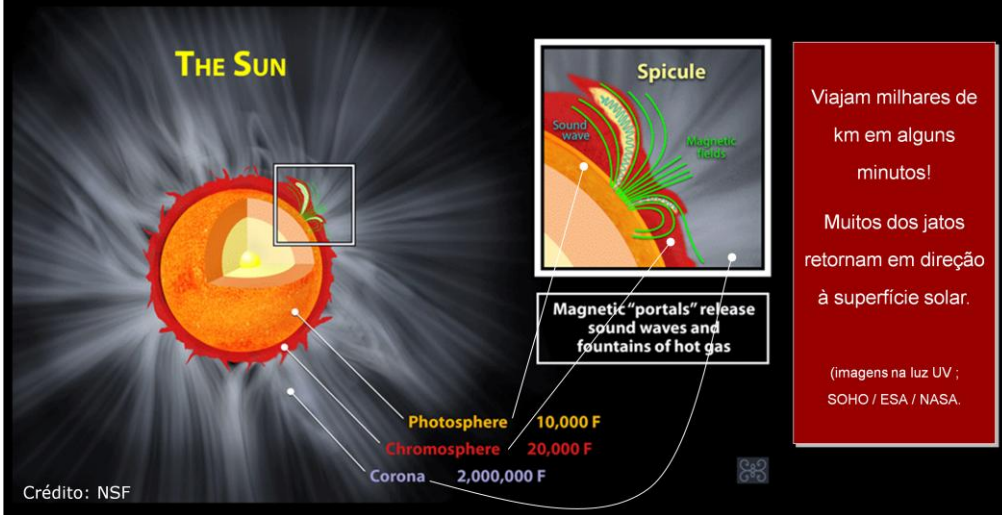 THE SUN
Spicule
Sound
wave
Magnetic
fields
Magnetic “portals” release
sound waves and
fountains of hot gas
Photosphere 10,000 F
Chromosphere 20,000 F
Corona 2,000,000 F
Crédito: NSF
Viajam milhares de
km em alguns
minutos!
Muitos dos jatos
retornam em direção
à superfície solar.
(imagens na luz UV ;
SOHO / ESA / NASA.